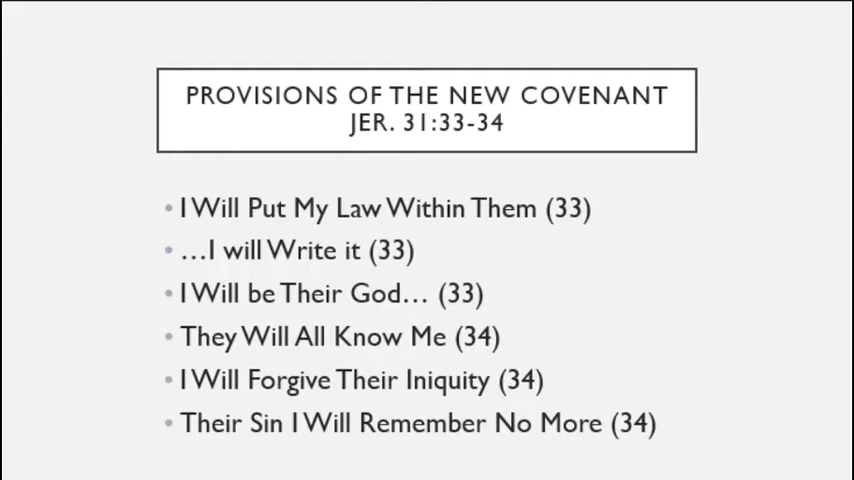 PROVISIONS OF THE NEW COVENANT
JER. 31:33-34
• I Will Put My Law Within Them (33)
• …I will Write it (33)
• I Will be Their God… (33)
• They Will All Know Me (34)
• I Will Forgive Their Iniquity (34)
• Their Sin I Will Remember No More (34)